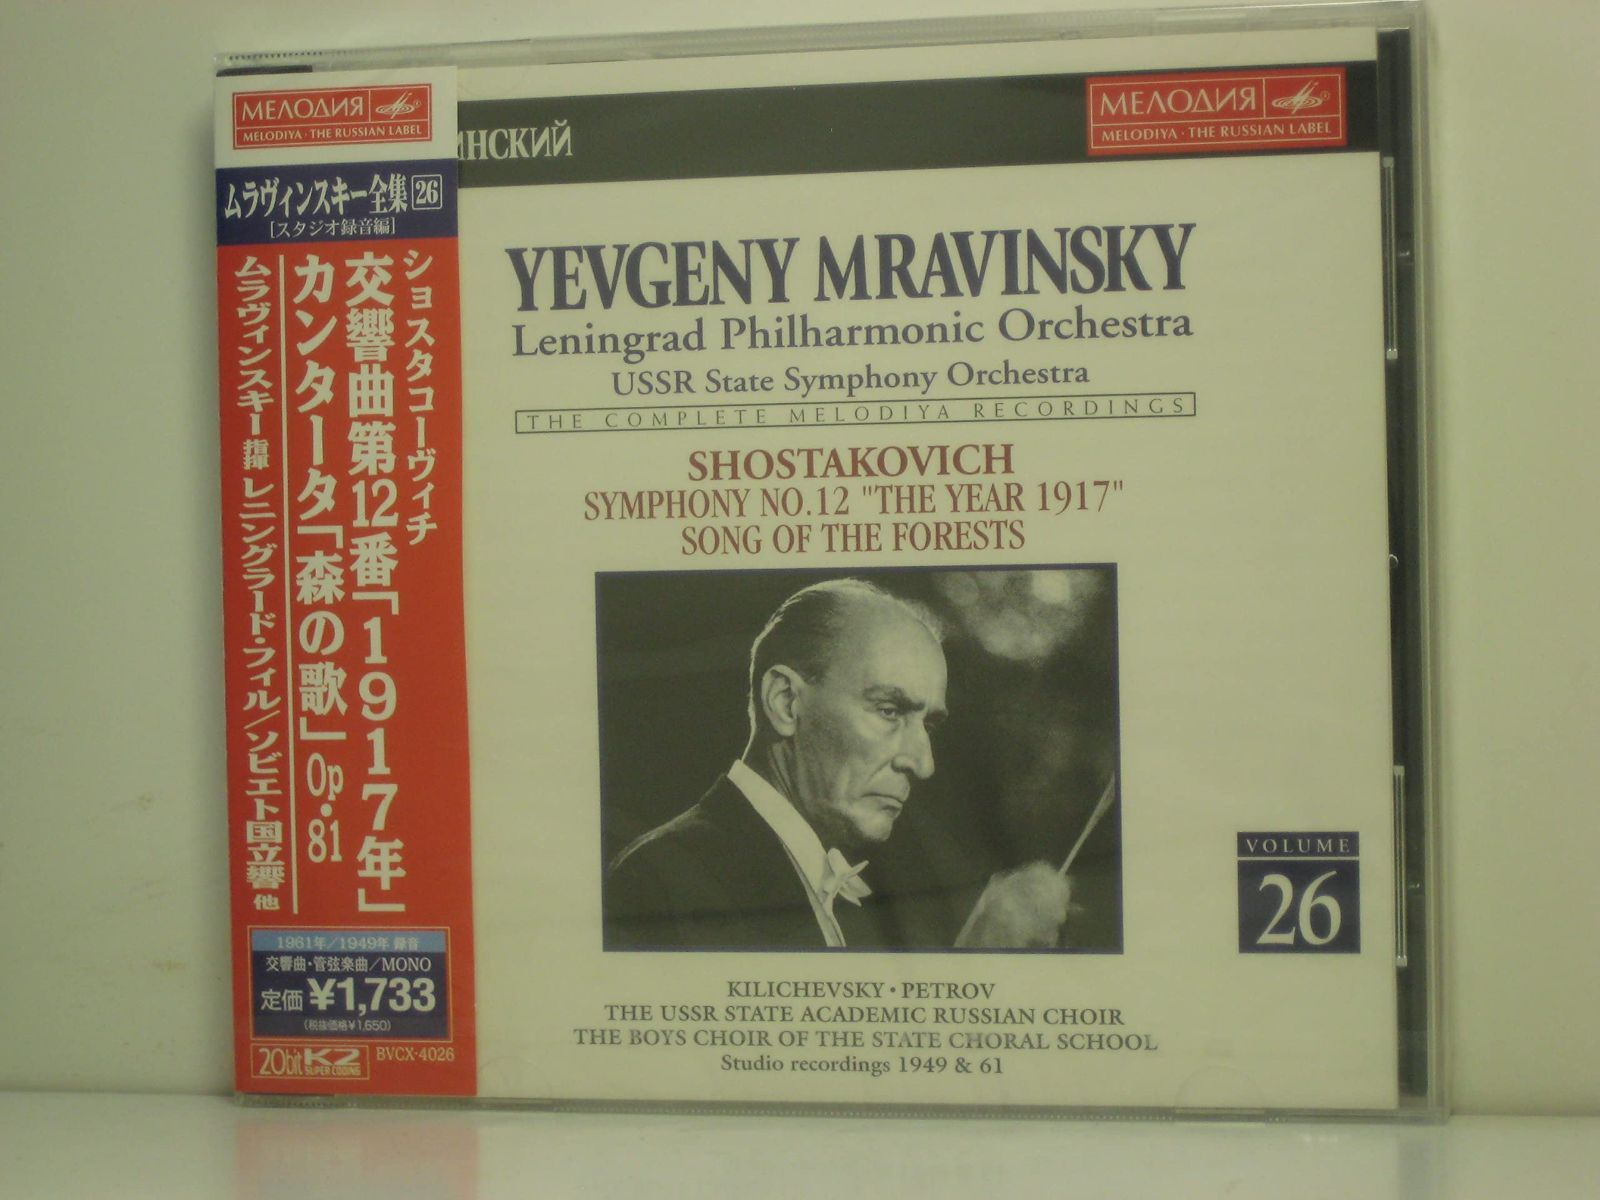 МЕЛОДИЯ
MELODIYA · THE RUSSIAN LABEL
ムラヴィンスキー全集 26
[スタジオ録音編]
ショスタコーヴィチ
交響曲第12番「1917年」
カンタータ「森の歌」Op.81
ムラヴィンスキー 指揮 レニングラード・フィル/ソビエト国立響 他
1961年/1949年 録音
交響曲・管弦楽曲/MONO
定価 ¥1,733
(税抜価格¥1,650)
20bit K2
SUPER CODING
BVCX-4026
нский
МЕЛОДИЯ
MELODIYA · THE RUSSIAN LABEL
YEVGENY MRAVINSKY
Leningrad Philharmonic Orchestra
USSR State Symphony Orchestra
THE COMPLETE MELODIYA RECORDINGS
SHOSTAKOVICH
SYMPHONY NO.12 "THE YEAR 1917"
SONG OF THE FORESTS
VOLUME
26
KILICHEVSKY • PETROV
THE USSR STATE ACADEMIC RUSSIAN CHOIR
THE BOYS CHOIR OF THE STATE CHORAL SCHOOL
Studio recordings 1949 & 61